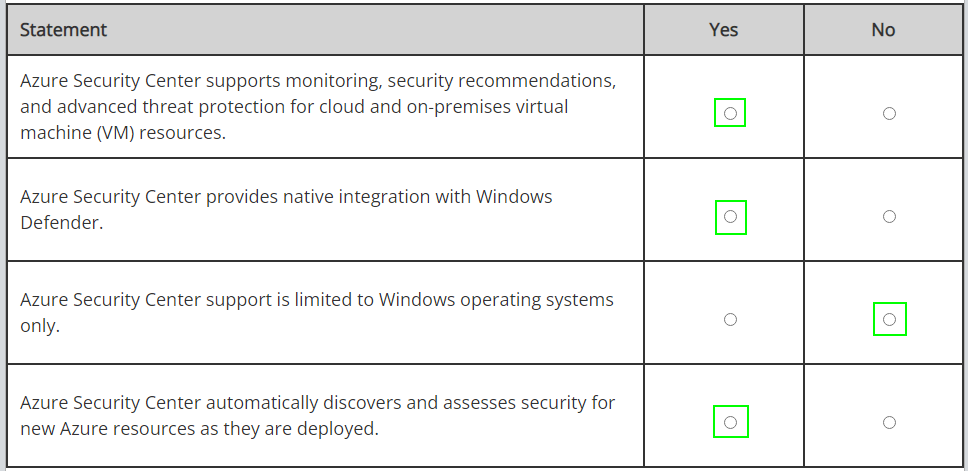 Statement Yes No
Azure Security Center supports monitoring, security recommendations,
and advanced threat protection for cloud and on-premises virtual
machine (VM) resources.
Azure Security Center provides native integration with Windows
Defender.
Azure Security Center support is limited to Windows operating systems
only.
Azure Security Center automatically discovers and assesses security for
new Azure resources as they are deployed.